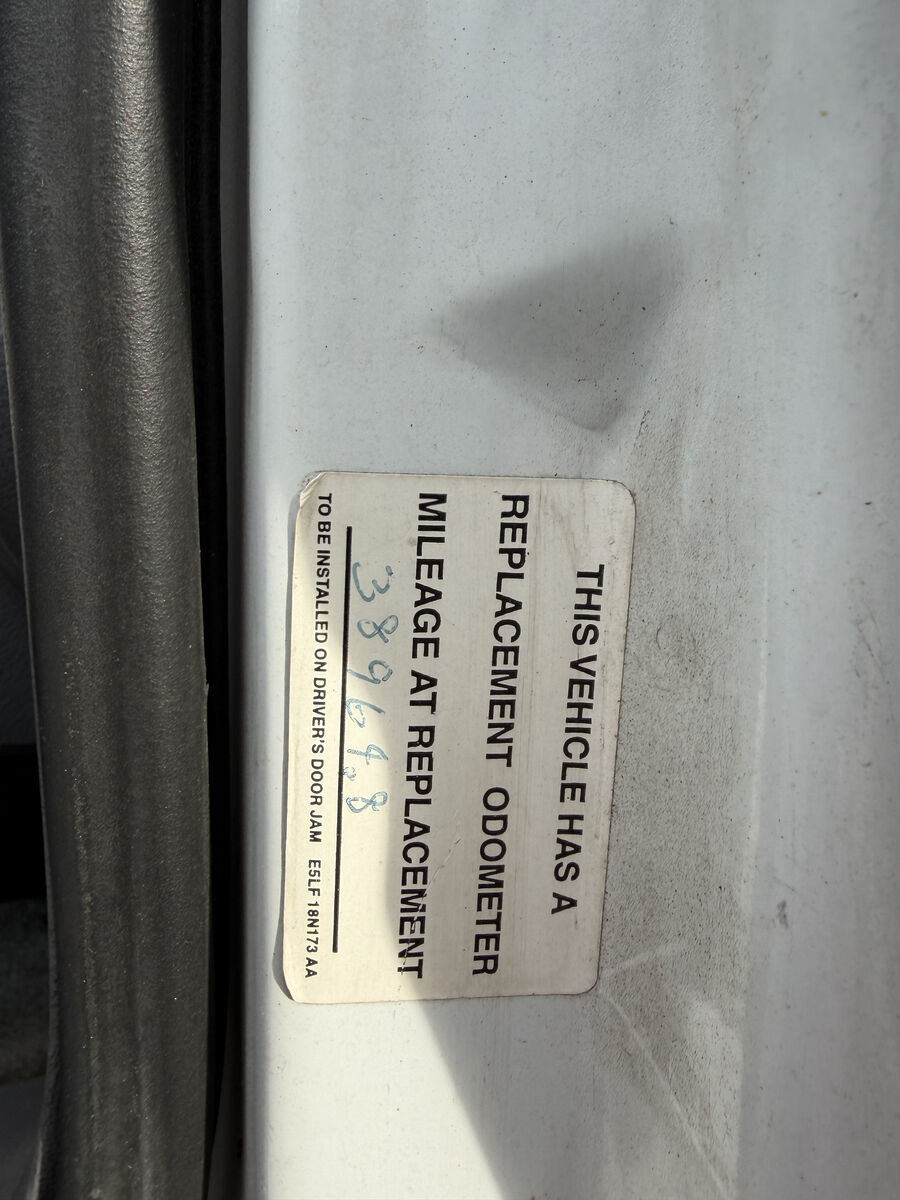 THIS VEHICLE HAS A
REPLACEMENT ODOMETER
MILEAGE AT REPLACEMENT
38964.8
TO BE INSTALLED ON DRIVER'S DOOR JAM E5LF 18N173 AA